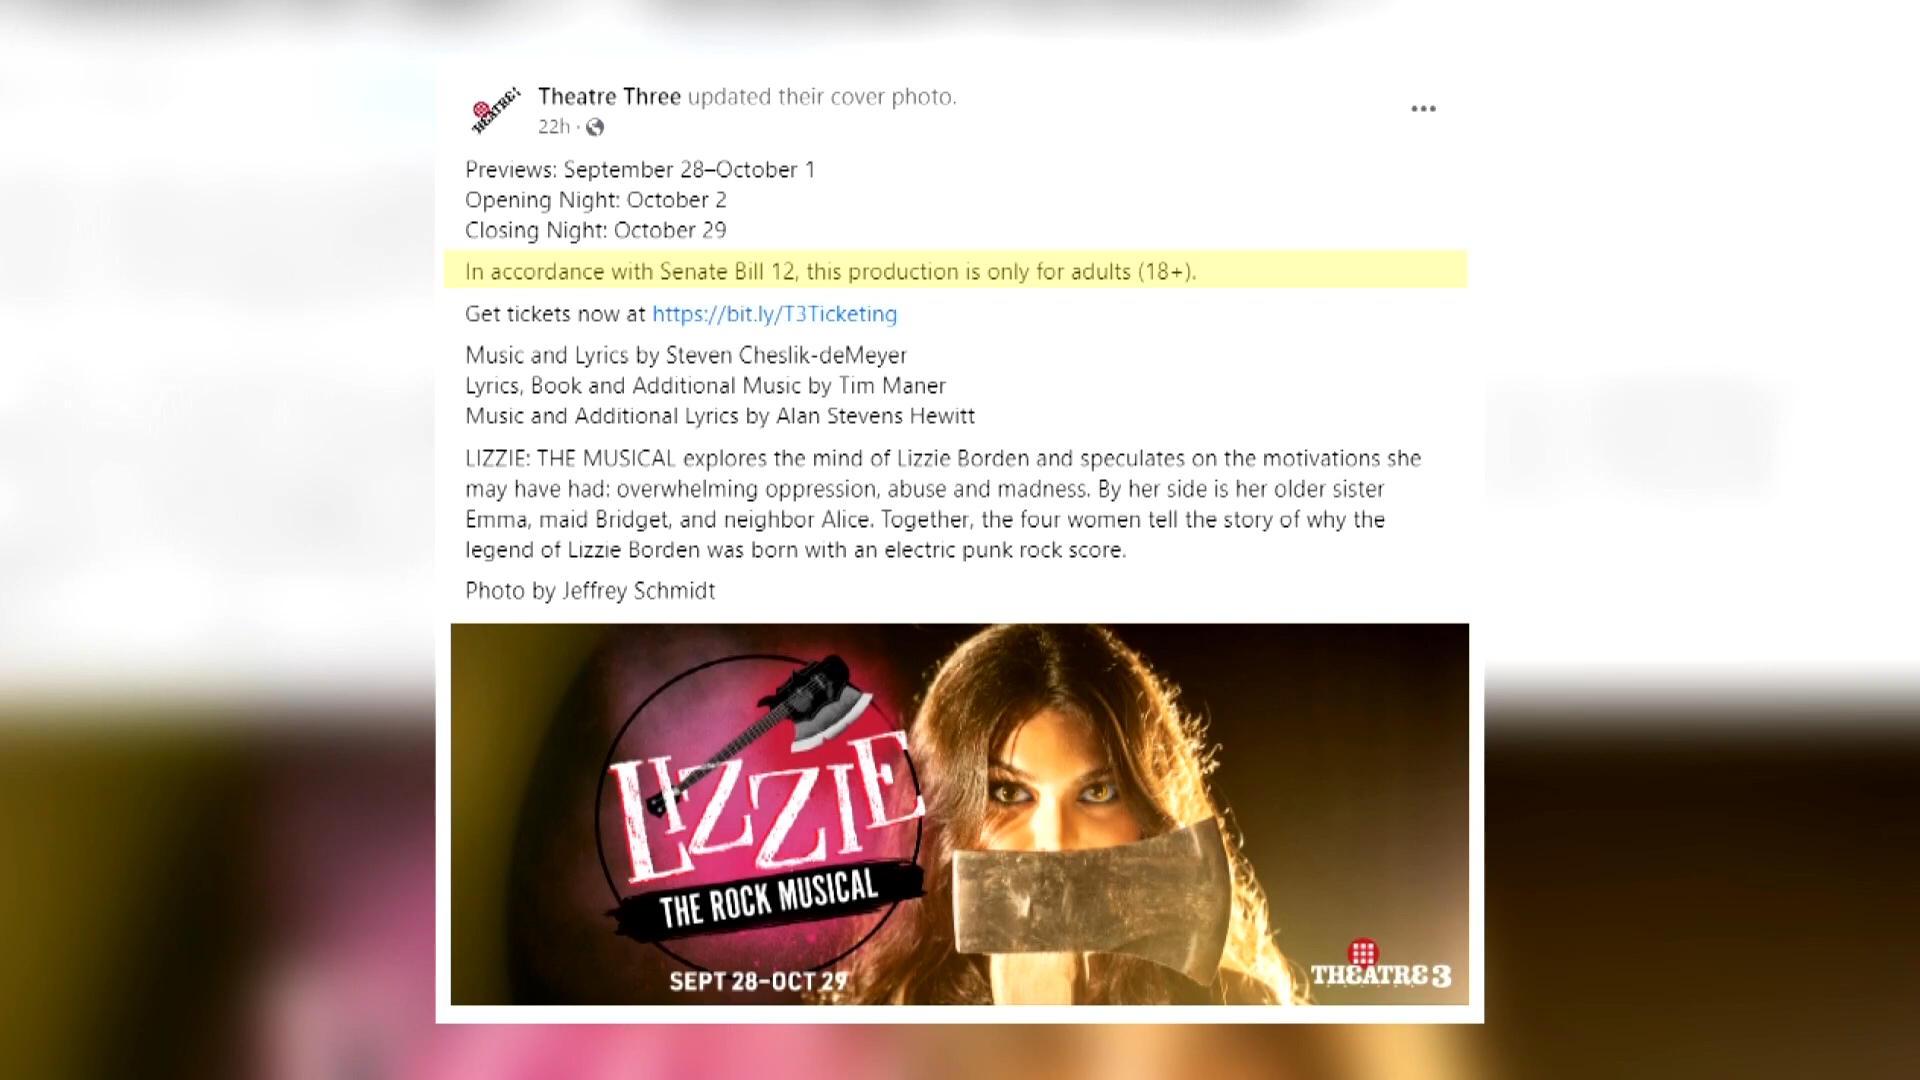 Theatre Three updated their cover photo.
22h ·
Previews: September 28–October 1
Opening Night: October 2
Closing Night: October 29
In accordance with Senate Bill 12, this production is only for adults (18+).
Get tickets now at https://bit.ly/T3Ticketing
Music and Lyrics by Steven Cheslik-deMeyer
Lyrics, Book and Additional Music by Tim Maner
Music and Additional Lyrics by Alan Stevens Hewitt
LIZZIE: THE MUSICAL explores the mind of Lizzie Borden and speculates on the motivations she
may have had: overwhelming oppression, abuse and madness. By her side is her older sister
Emma, maid Bridget, and neighbor Alice. Together, the four women tell the story of why the
legend of Lizzie Borden was born with an electric punk rock score.
Photo by Jeffrey Schmidt
LIZZIE
THE ROCK MUSICAL
SEPT 28–OCT 29
THEATRE 3